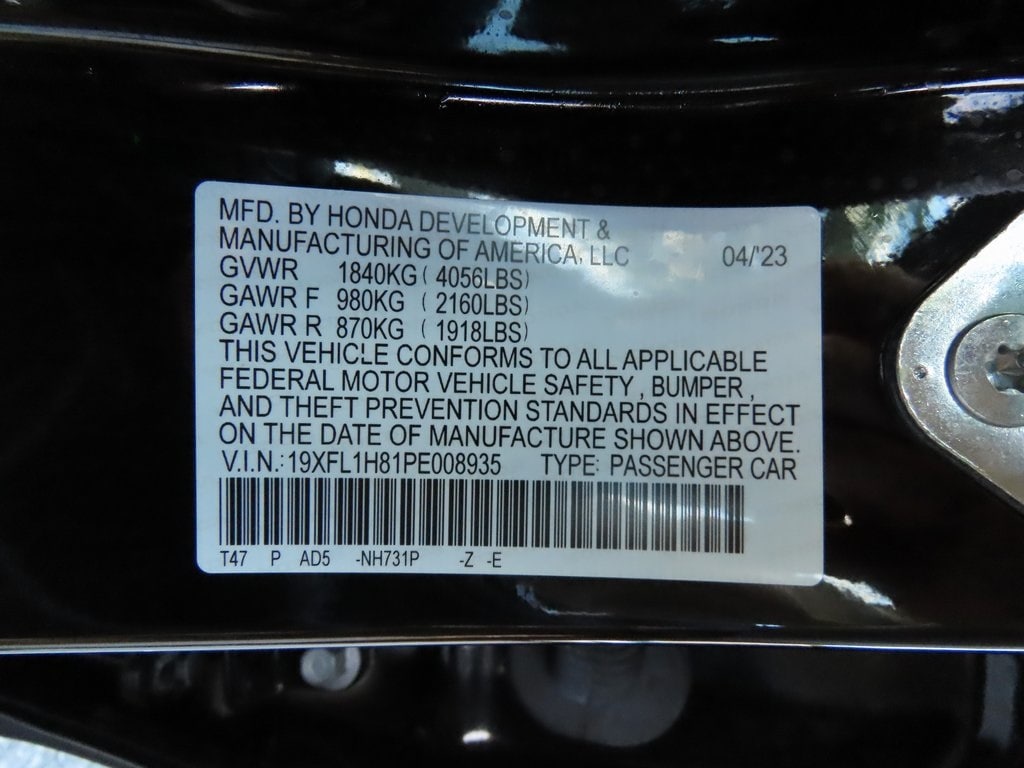 MFD. BY HONDA DEVELOPMENT &
MANUFACTURING OF AMERICA, LLC 04/'23
GVWR 1840KG ( 4056LBS)
GAWR F 980KG ( 2160LBS)
GAWR R 870KG ( 1918LBS)
THIS VEHICLE CONFORMS TO ALL APPLICABLE
FEDERAL MOTOR VEHICLE SAFETY , BUMPER ,
AND THEFT PREVENTION STANDARDS IN EFFECT
ON THE DATE OF MANUFACTURE SHOWN ABOVE.
V.I.N.: 19XFL1H81PE008935 TYPE: PASSENGER CAR
T47 P AD5 -NH731P -Z -E